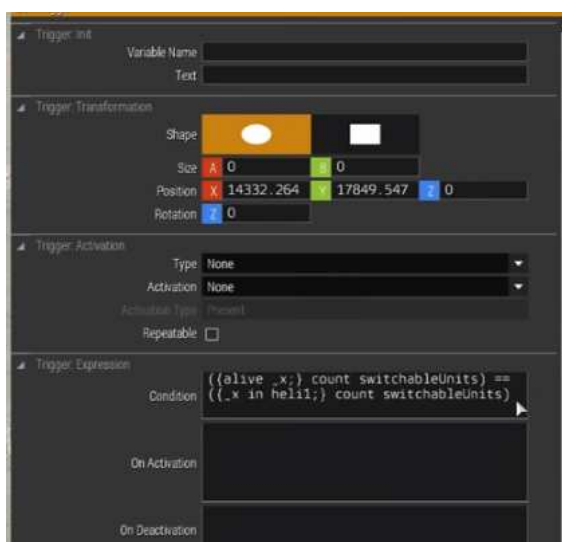 Trigger: Init
Variable Name
Text
Trigger: Transformation
Shape
Size A 0 B 0
Position X 14332.264 Y 17849.547 Z 0
Rotation Z 0
Trigger: Activation
Type None
Activation None
Activation Type Present
Repeatable
Trigger: Expression
({alive _x;} count switchableUnits) ==
Condition
({_x in heli1;} count switchableUnits)
On Activation
On Deactivation